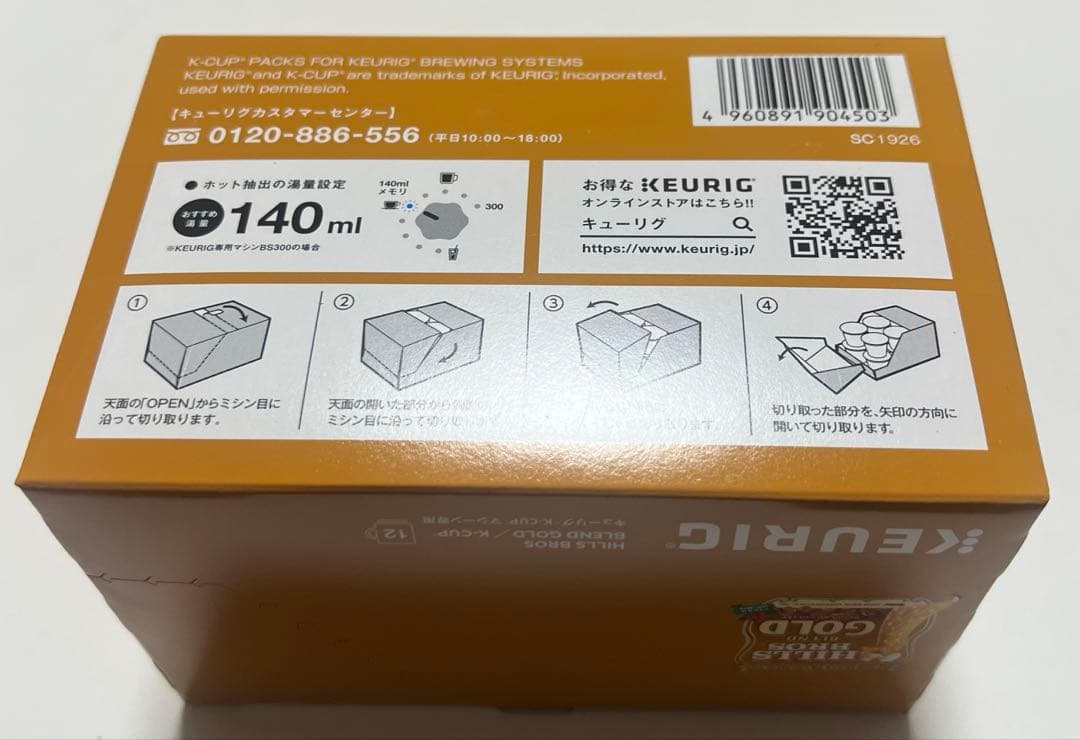 K-CUP® PACKS FOR KEURIG® BREWING SYSTEMS
KEURIG® and K-CUP® are trademarks of KEURIG®, Incorporated,
used with permission.
【キューリグカスタマーセンター】
0120-886-556 (平日10:00〜18:00)
4 960891 904503
SC1926
● ホット抽出の湯量設定
おすすめ
湯量
140ml
※KEURIG専用マシンBS300の場合
140ml
メモリ
300
お得な KEURIG®
オンラインストアはこちら!!
キューリグ
https://www.keurig.jp/
①
天面の「OPEN」からミシン目に
沿って切り取ります。
②
天面の開いた部分から
ミシン目に沿って切り取ります。
③
ます。
④
切り取った部分を、矢印の方向に
開いて切り取ります。
KEURIG®
HILLS BROS
BLEND GOLD / K-CUP
キューリグ・K-CUP マシーン専用
12
HILLS
BROS
BLEND
GOLD